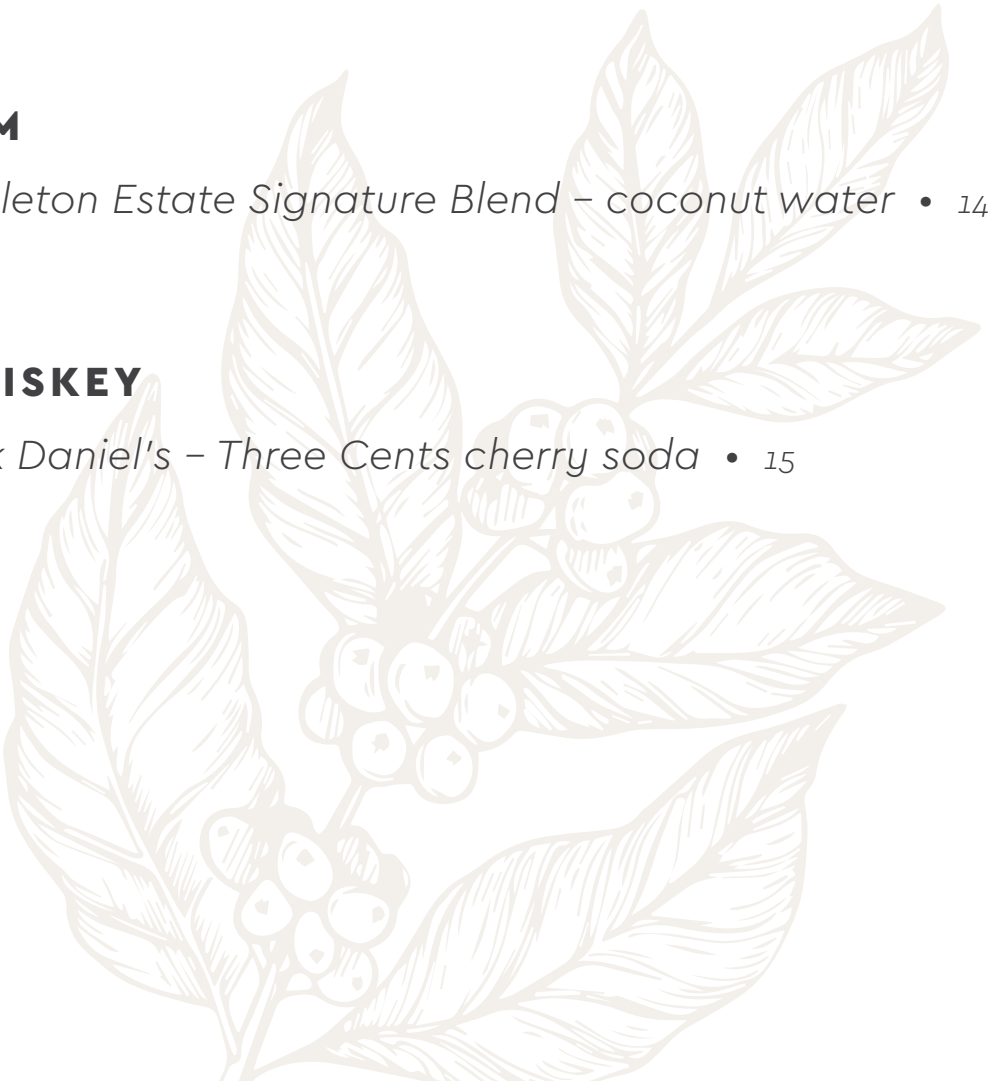 M
leton Estate Signature Blend – coconut water • 14
ISKEY
Daniel's – Three Cents cherry soda • 15